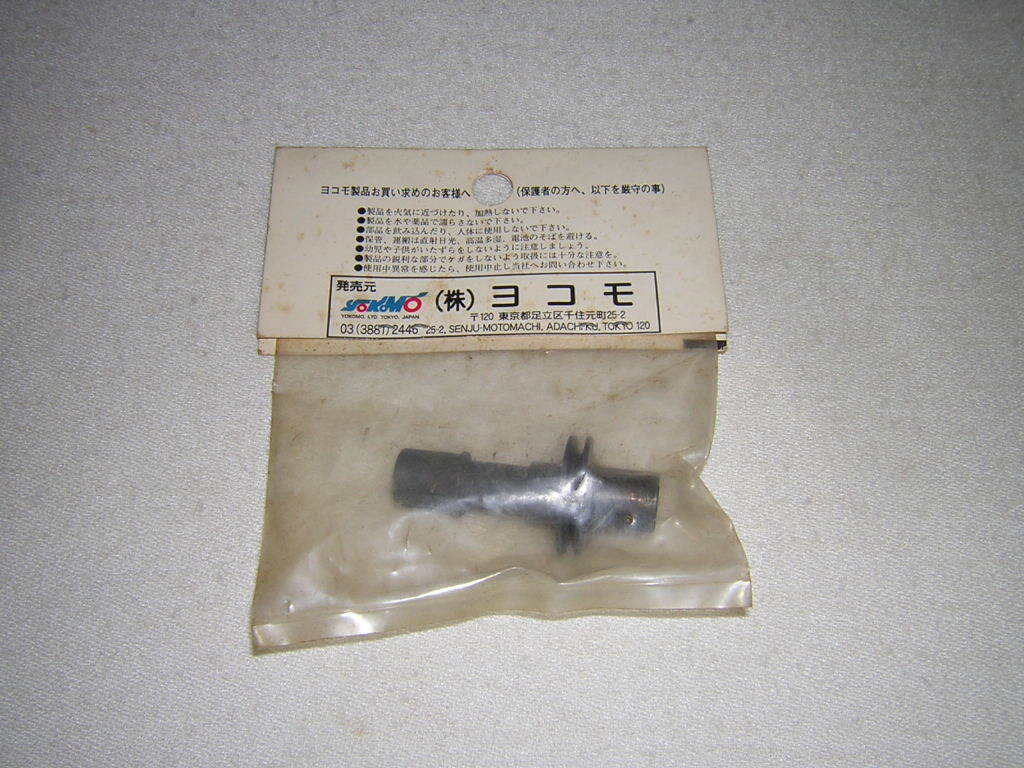 ヨコモ製品お買い求めのお客様へ (保護者の方へ、以下を厳守の事)
●製品を火気に近づけたり、加熱しないで下さい。
●製品を水や薬品で濡らさないで下さい。
●部品を飲み込んだり、人体に使用しないで下さい。
●保管、運搬は直射日光、高温多湿、電池のそばを避ける。
●幼児や子供がいたずらをしないように注意しましょう。
●製品の鋭利な部分でケガをしないよう取扱には十分な注意を。
●使用中異常を感じたら、使用中止し当社へお問い合わせ下さい。
発売元
YOKOMO (株) ヨコモ
YOKOMO, LTD. TOKYO, JAPAN 〒120 東京都足立区千住元町25-2
03 (3881) 2446 25-2, SENJU-MOTOMACHI, ADACHI-KU, TOKYO 120